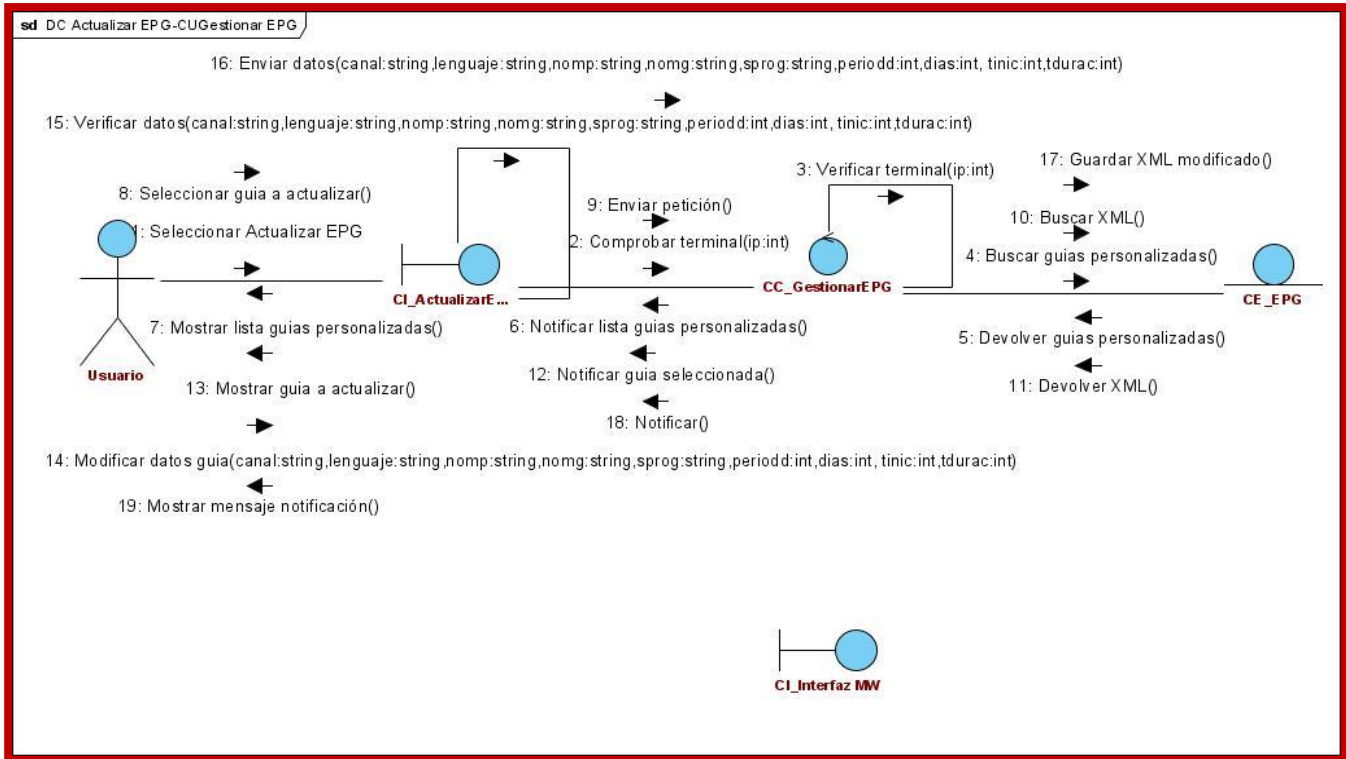 sd DC Actualizar EPG-CUGestionar EPG
16: Enviar datos(canal:string,lenguaje:string,nomp:string,nomg:string,sprog:string,periodd:int,dias:int, tinic:int,tdurac:int)
15: Verificar datos(canal:string,lenguaje:string,nomp:string,nomg:string,sprog:string,periodd:int,dias:int, tinic:int,tdurac:int)
17: Guardar XML modificado()
3: Verificar terminal(ip:int)
8: Seleccionar guia a actualizar()
9: Enviar petición()
10: Buscar XML()
1: Seleccionar Actualizar EPG
2: Comprobar terminal(ip:int)
4: Buscar guias personalizadas()
CI_ActualizarE...
CC_GestionarEPG
CE_EPG
7: Mostrar lista guias personalizadas()
6: Notificar lista guias personalizadas()
5: Devolver guias personalizadas()
Usuario
12: Notificar guia seleccionada()
13: Mostrar guia a actualizar()
11: Devolver XML()
18: Notificar()
14: Modificar datos guia(canal:string,lenguaje:string,nomp:string,nomg:string,sprog:string,periodd:int,dias:int, tinic:int,tdurac:int)
19: Mostrar mensaje notificación()
CI_Interfaz MW